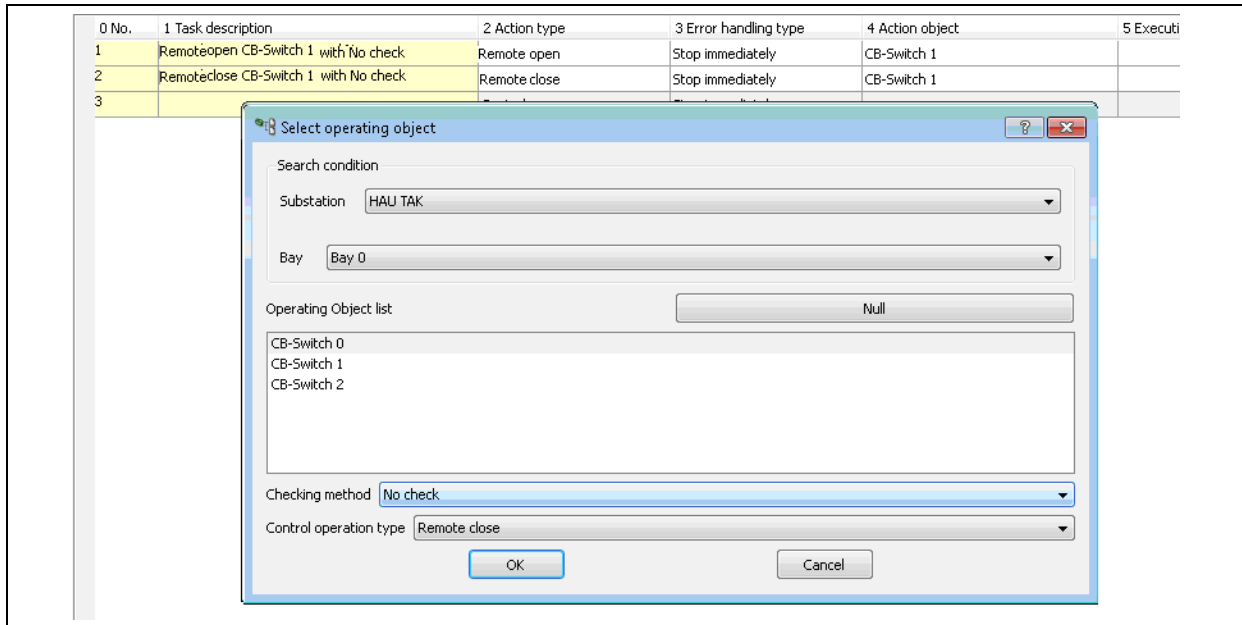 0 No. 1 Task description 2 Action type 3 Error handling type 4 Action object 5 Executi
1 Remote open CB-Switch 1 with No check Remote open Stop immediately CB-Switch 1
2 Remote close CB-Switch 1 with No check Remote close Stop immediately CB-Switch 1
3
Select operating object
Search condition
Substation HAU TAK
Bay Bay 0
Operating Object list Null
CB-Switch 0
CB-Switch 1
CB-Switch 2
Checking method No check
Control operation type Remote close
OK Cancel